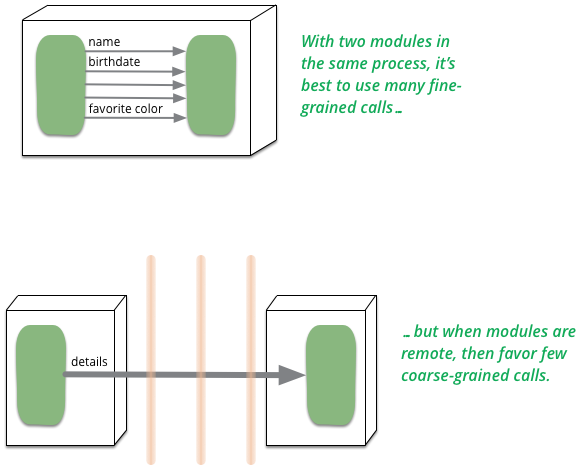 name
birthdate
favorite color
With two modules in
the same process, it's
best to use many fine-
grained calls...
details
... but when modules are
remote, then favor few
coarse-grained calls.